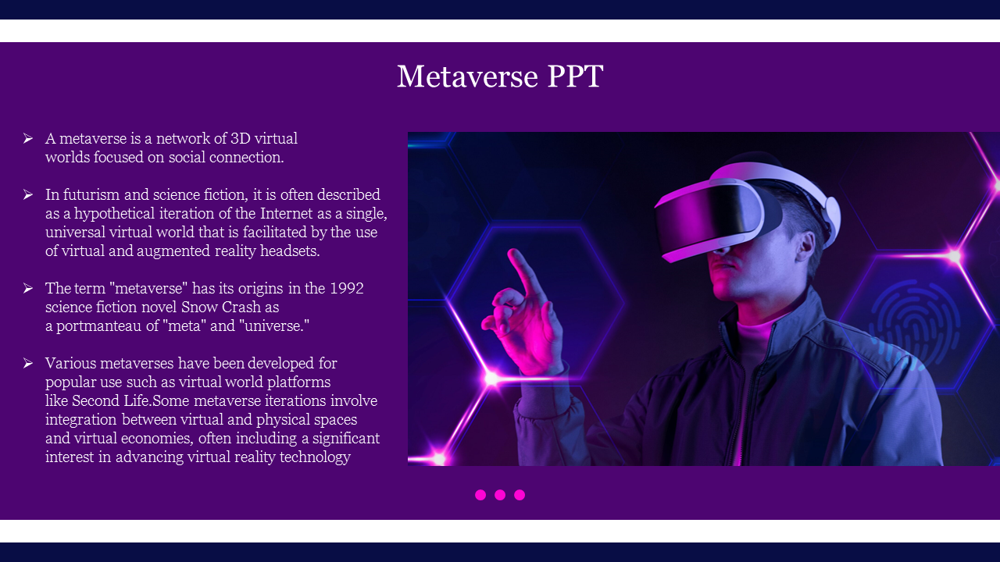 Metaverse PPT
A metaverse is a network of 3D virtual
worlds focused on social connection.
In futurism and science fiction, it is often described
as a hypothetical iteration of the Internet as a single,
universal virtual world that is facilitated by the use
of virtual and augmented reality headsets.
The term "metaverse" has its origins in the 1992
science fiction novel Snow Crash as
a portmanteau of "meta" and "universe."
Various metaverses have been developed for
popular use such as virtual world platforms
like Second Life.Some metaverse iterations involve
integration between virtual and physical spaces
and virtual economies, often including a significant
interest in advancing virtual reality technology